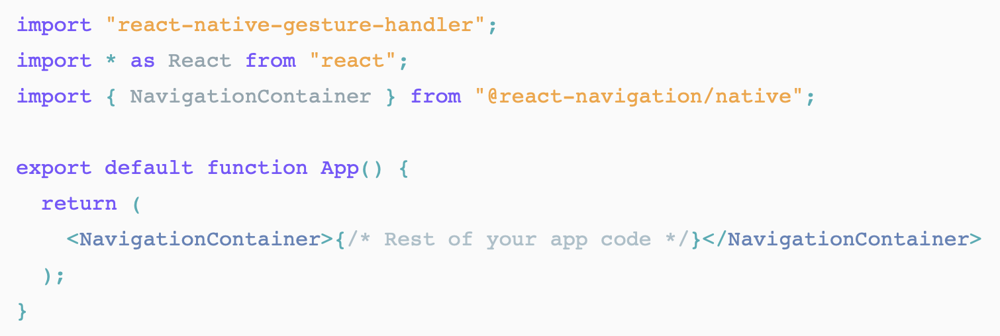 import "react-native-gesture-handler";
import * as React from "react";
import { NavigationContainer } from "@react-navigation/native";

export default function App() {
  return (
    <NavigationContainer>{/* Rest of your app code */}</NavigationContainer>
  );
}